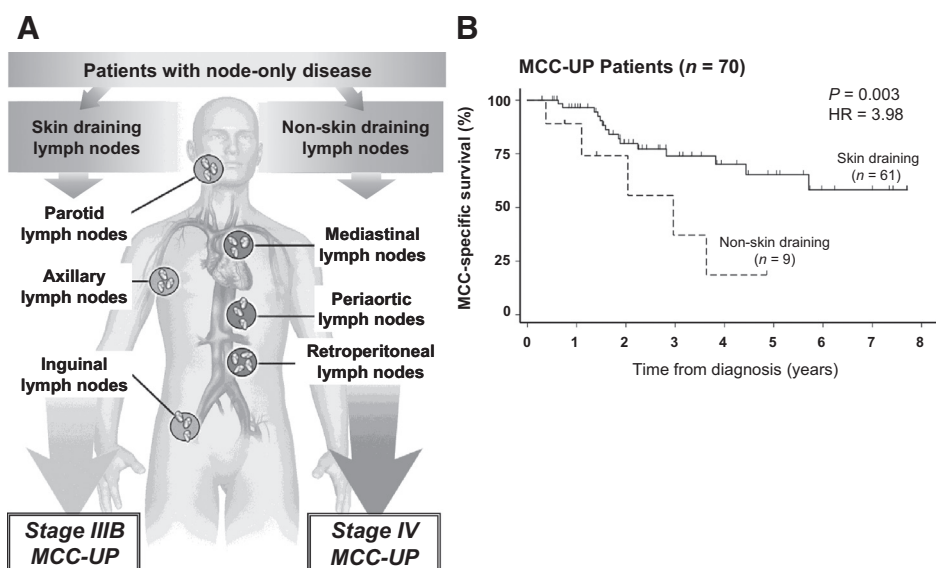 A
Patients with node-only disease
Skin draining
lymph nodes
Non-skin draining
lymph nodes
Parotid
lymph nodes
Axillary
lymph nodes
Inguinal
lymph nodes
Mediastinal
lymph nodes
Periaortic
lymph nodes
Retroperitoneal
lymph nodes
Stage IIIB
MCC-UP
Stage IV
MCC-UP
B
MCC-UP Patients (n = 70)
P = 0.003
HR = 3.98
MCC-specific survival (%)
100
75
50
25
0
Skin draining
(n = 61)
Non-skin draining
(n = 9)
0 1 2 3 4 5 6 7 8
Time from diagnosis (years)